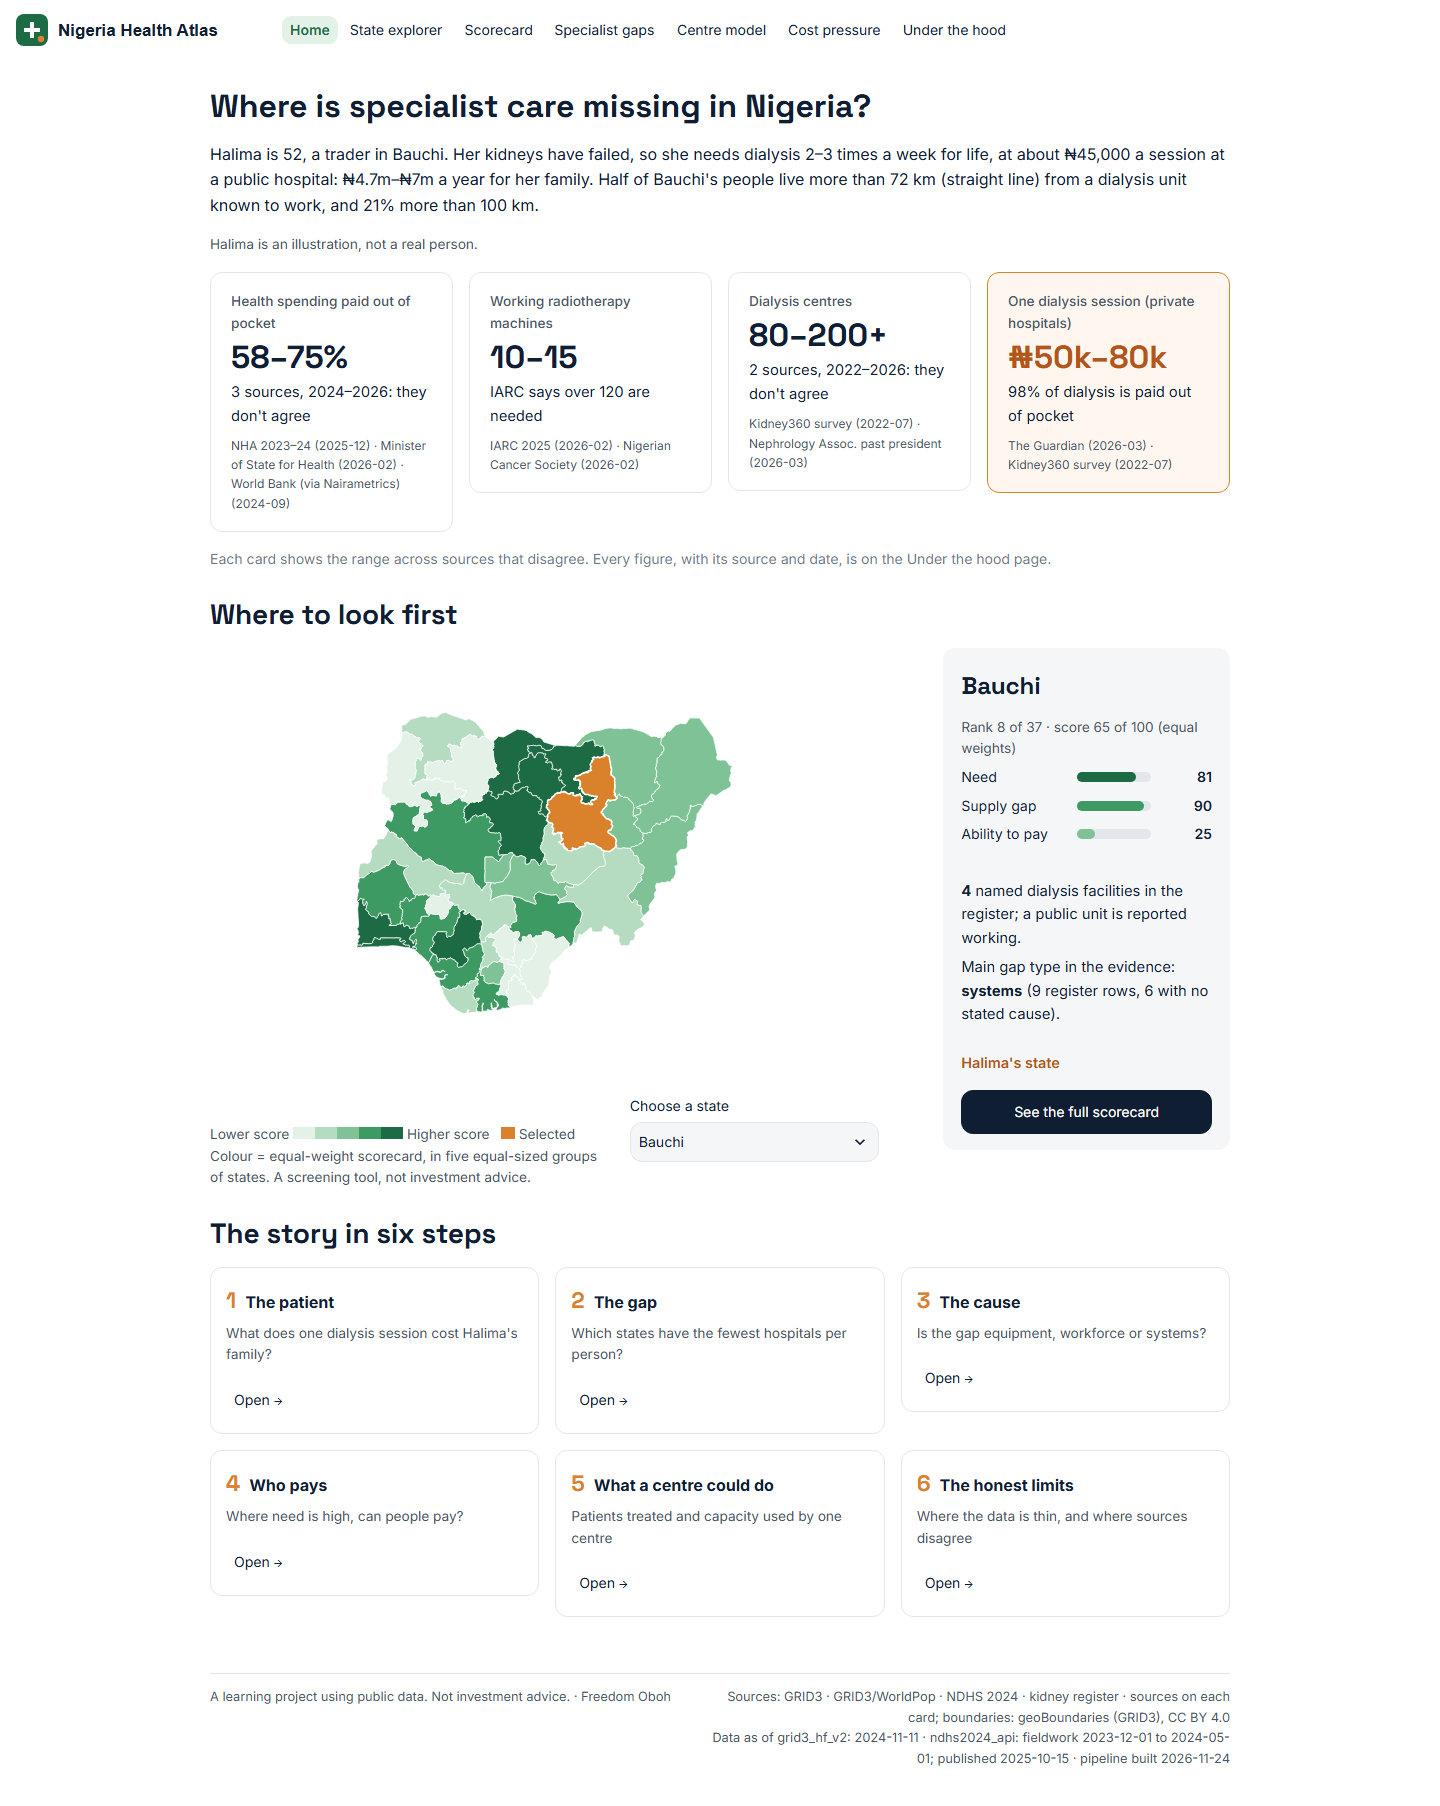 Nigeria Health Atlas
Home
State explorer
Scorecard
Specialist gaps
Centre model
Cost pressure
Under the hood
Where is specialist care missing in Nigeria?
Halima is 52, a trader in Bauchi. Her kidneys have failed, so she needs dialysis 2–3 times a week for life, at about ₦45,000 a session at
a public hospital: ₦4.7m–₦7m a year for her family. Half of Bauchi's people live more than 72 km (straight line) from a dialysis unit
known to work, and 21% more than 100 km.
Halima is an illustration, not a real person.
Health spending paid out of
pocket
58–75%
3 sources, 2024–2026: they
don't agree
NHA 2023–24 (2025-12) · Minister
of State for Health (2026-02) ·
World Bank (via Nairametrics)
(2024-09)
Working radiotherapy
machines
10–15
IARC says over 120 are
needed
IARC 2025 (2026-02) · Nigerian
Cancer Society (2026-02)
Dialysis centres
80–200+
2 sources, 2022–2026: they
don't agree
Kidney360 survey (2022-07) ·
Nephrology Assoc. past president
(2026-03)
One dialysis session (private
hospitals)
₦50k–80k
98% of dialysis is paid out
of pocket
The Guardian (2026-03) ·
Kidney360 survey (2022-07)
Each card shows the range across sources that disagree. Every figure, with its source and date, is on the Under the hood page.
Where to look first
Lower score
Higher score
Selected
Colour = equal-weight scorecard, in five equal-sized groups
of states. A screening tool, not investment advice.
Choose a state
Bauchi
Bauchi
Rank 8 of 37 · score 65 of 100 (equal
weights)
Need 81
Supply gap 90
Ability to pay 25
4 named dialysis facilities in the
register; a public unit is reported
working.
Main gap type in the evidence:
systems (9 register rows, 6 with no
stated cause).
Halima's state
See the full scorecard
The story in six steps
1 The patient
What does one dialysis session cost Halima's
family?
Open →
2 The gap
Which states have the fewest hospitals per
person?
Open →
3 The cause
Is the gap equipment, workforce or systems?
Open →
4 Who pays
Where need is high, can people pay?
Open →
5 What a centre could do
Patients treated and capacity used by one
centre
Open →
6 The honest limits
Where the data is thin, and where sources
disagree
Open →
A learning project using public data. Not investment advice. · Freedom Oboh
Sources: GRID3 · GRID3/WorldPop · NDHS 2024 · kidney register · sources on each
card; boundaries: geoBoundaries (GRID3), CC BY 4.0
Data as of grid3_hf_v2: 2024-11-11 · ndhs2024_api: fieldwork 2023-12-01 to 2024-05-
01; published 2025-10-15 · pipeline built 2026-11-24